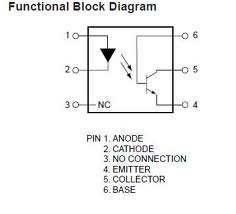 Functional Block Diagram
1
6
2
5
3
NC
4
PIN 1. ANODE
2. CATHODE
3. NO CONNECTION
4. EMITTER
5. COLLECTOR
6. BASE